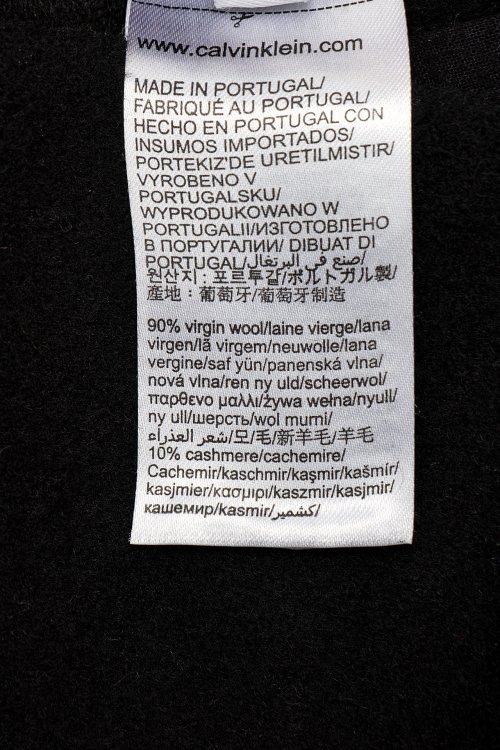 www.calvinklein.com
MADE IN PORTUGAL/
FABRIQUÉ AU PORTUGAL/
HECHO EN PORTUGAL CON
INSUMOS IMPORTADOS/
PORTEKIZ'DE URETILMISTIR/
VYROBENO V
PORTUGALSKU/
WYPRODUKOWANO W
PORTUGALII/ИЗГОТОВЛЕНО
В ПОРТУГАЛИИ/ DIBUAT DI
PORTUGAL/صنع في البرتغال/
원산지 : 포르투갈/ポルトガル製/
產地 : 葡萄牙/葡萄牙制造
90% virgin wool/laine vierge/lana
virgen/lã virgem/neuwolle/lana
vergine/saf yün/panenská vlna/
nová vlna/ren ny uld/scheerwol/
παρθενο μαλλι/żywa wełna/nyull/
ny ull/шерсть/wol murni/
شعر العذراء/모/毛/新羊毛/羊毛
10% cashmere/cachemire/
Cachemir/kaschmir/kaşmir/kašmír/
kasjmier/κασμιρι/kaszmir/kasjmir/
кашемир/kasmir/كشمير/